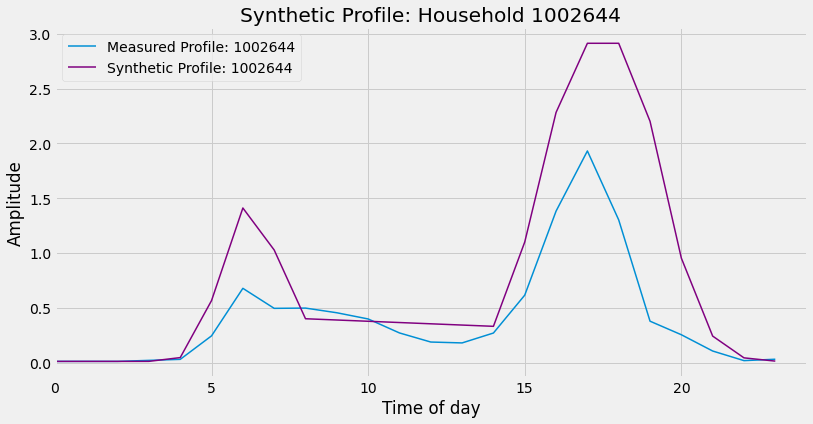 Synthetic Profile: Household 1002644
Measured Profile: 1002644
Synthetic Profile: 1002644
Amplitude
3.0
2.5
2.0
1.5
1.0
0.5
0.0
0
5
10
15
20
Time of day